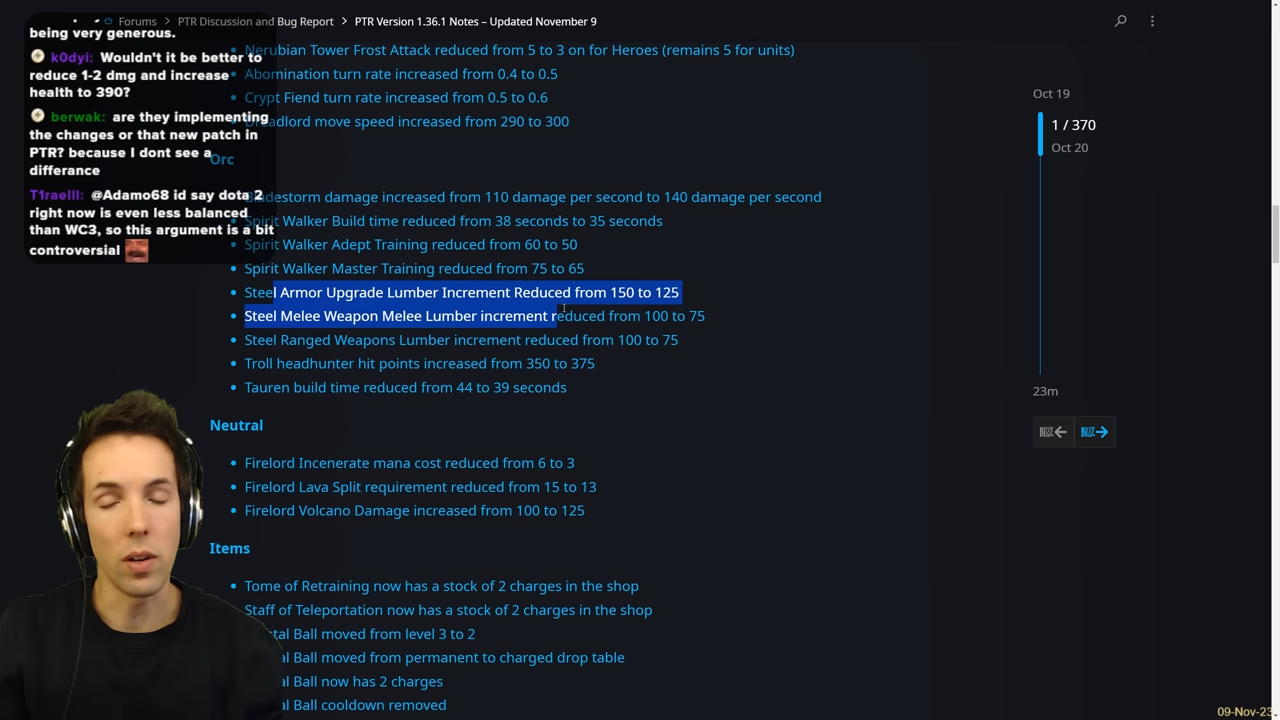 Forums > PTR Discussion and Bug Report > PTR Version 1.36.1 Notes – Updated November 9
being very generous.
k0dyi: Wouldn't it be better to
reduce 1-2 dmg and increase
health to 390?
berwak: are they implementing
the changes or that new patch in
PTR? because I dont see a
differance
T1raelll: @Adamo68 id say dota 2
right now is even less balanced
than WC3, so this argument is a bit
controversial
Nerubian Tower Frost Attack reduced from 5 to 3 on for Heroes (remains 5 for units)
Abomination turn rate increased from 0.4 to 0.5
Crypt Fiend turn rate increased from 0.5 to 0.6
Dreadlord move speed increased from 290 to 300
Orc
Bladestorm damage increased from 110 damage per second to 140 damage per second
Spirit Walker Build time reduced from 38 seconds to 35 seconds
Spirit Walker Adept Training reduced from 60 to 50
Spirit Walker Master Training reduced from 75 to 65
Steel Armor Upgrade Lumber Increment Reduced from 150 to 125
Steel Melee Weapon Melee Lumber increment reduced from 100 to 75
Steel Ranged Weapons Lumber increment reduced from 100 to 75
Troll headhunter hit points increased from 350 to 375
Tauren build time reduced from 44 to 39 seconds
Neutral
Firelord Incenerate mana cost reduced from 6 to 3
Firelord Lava Split requirement reduced from 15 to 13
Firelord Volcano Damage increased from 100 to 125
Items
Tome of Retraining now has a stock of 2 charges in the shop
Staff of Teleportation now has a stock of 2 charges in the shop
tal Ball moved from level 3 to 2
al Ball moved from permanent to charged drop table
al Ball now has 2 charges
al Ball cooldown removed
Oct 19
1 / 370
Oct 20
23m
BLIZZ
BLIZZ
09-Nov-23